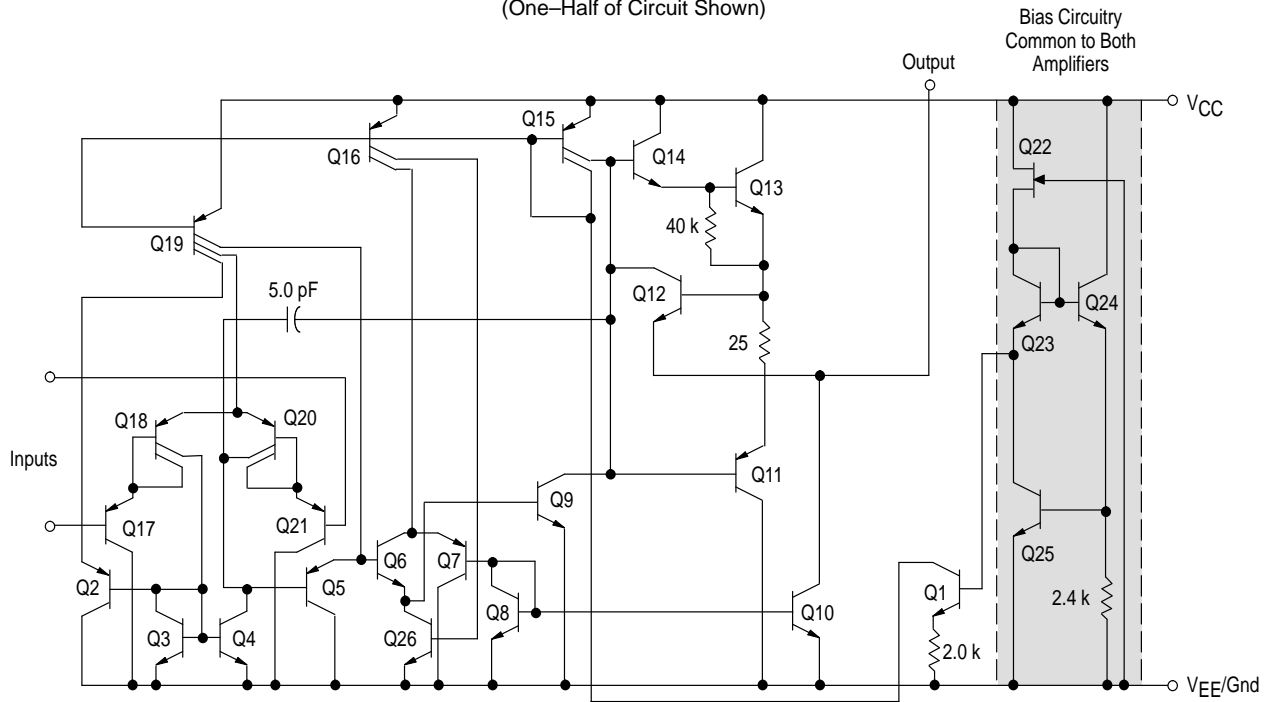 (One–Half of Circuit Shown)
Bias Circuitry
Common to Both
Amplifiers
Output
VCC
Q15
Q22
Q16
Q14
Q13
40 k
Q19
5.0 pF
Q12
Q24
25
Q23
Q18
Q20
Inputs
Q11
Q9
Q17
Q21
Q6
Q7
Q25
Q2
Q5
Q1
Q8
Q10
2.4 k
Q3
Q4
Q26
2.0 k
VEE/Gnd